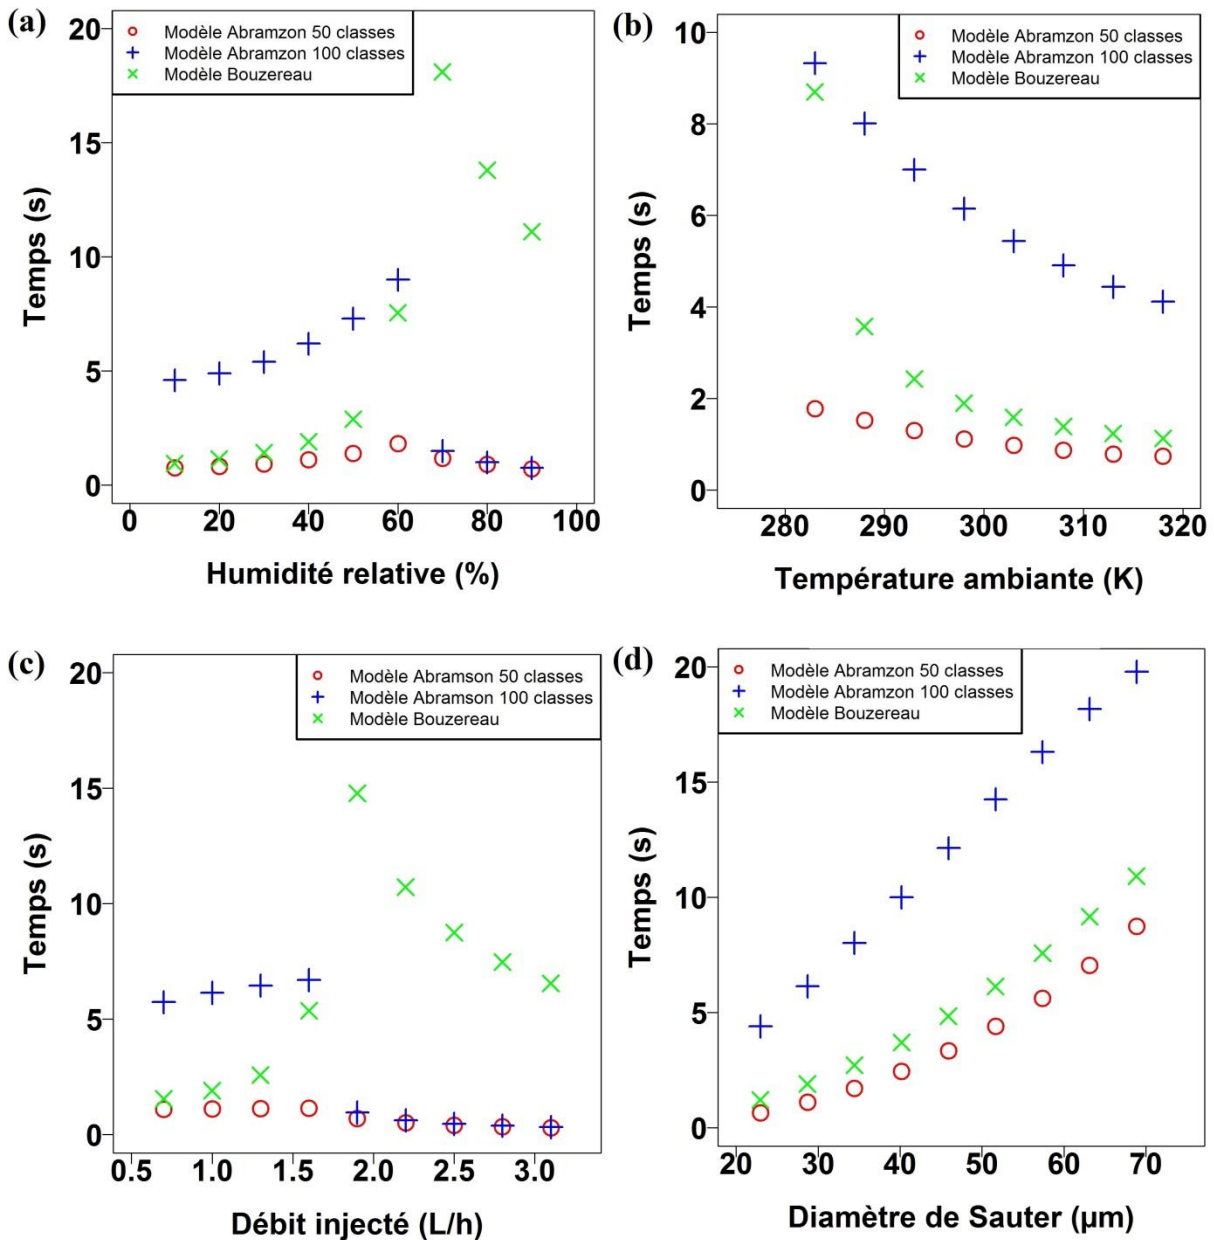 (a)
Modèle Abramzon 50 classes
Modèle Abramzon 100 classes
Modèle Bouzereau
Temps (s)
20
15
10
5
0
0 20 40 60 80 100
Humidité relative (%)
(b)
Modèle Abramzon 50 classes
Modèle Abramzon 100 classes
Modèle Bouzereau
Temps (s)
10
8
6
4
2
0
280 290 300 310 320
Température ambiante (K)
(c)
Modèle Abramson 50 classes
Modèle Abramson 100 classes
Modèle Bouzereau
Temps (s)
20
15
10
5
0
0.5 1.0 1.5 2.0 2.5 3.0
Débit injecté (L/h)
(d)
Modèle Abramzon 50 classes
Modèle Abramzon 100 classes
Modèle Bouzereau
Temps (s)
20
15
10
5
0
20 30 40 50 60 70
Diamètre de Sauter (µm)